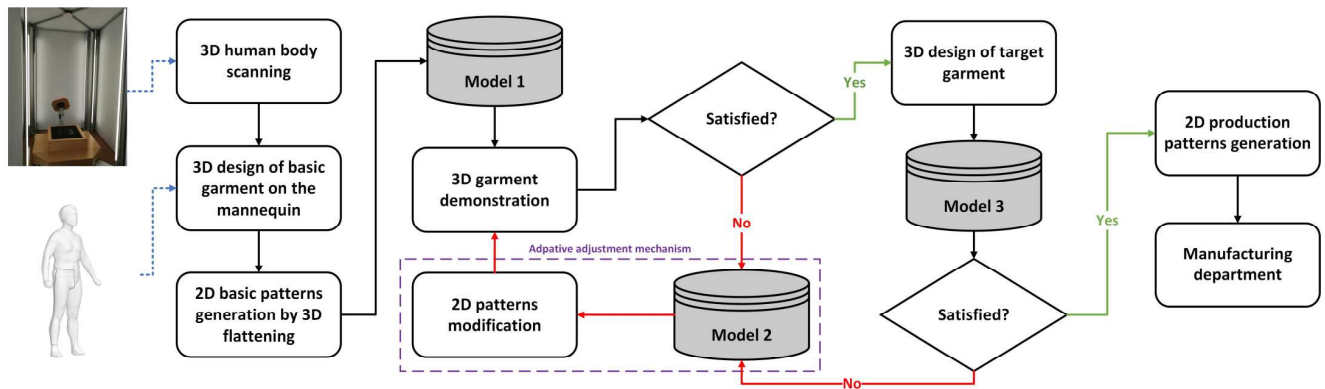 3D human body
scanning
3D design of basic
garment on the
mannequin
2D basic patterns
generation by 3D
flattening
Model 1
3D garment
demonstration
Adpative adjustment mechanism
2D patterns
modification
Satisfied?
No
Model 2
Yes
3D design of target
garment
Model 3
Satisfied?
No
Yes
2D production
patterns generation
Manufacturing
department